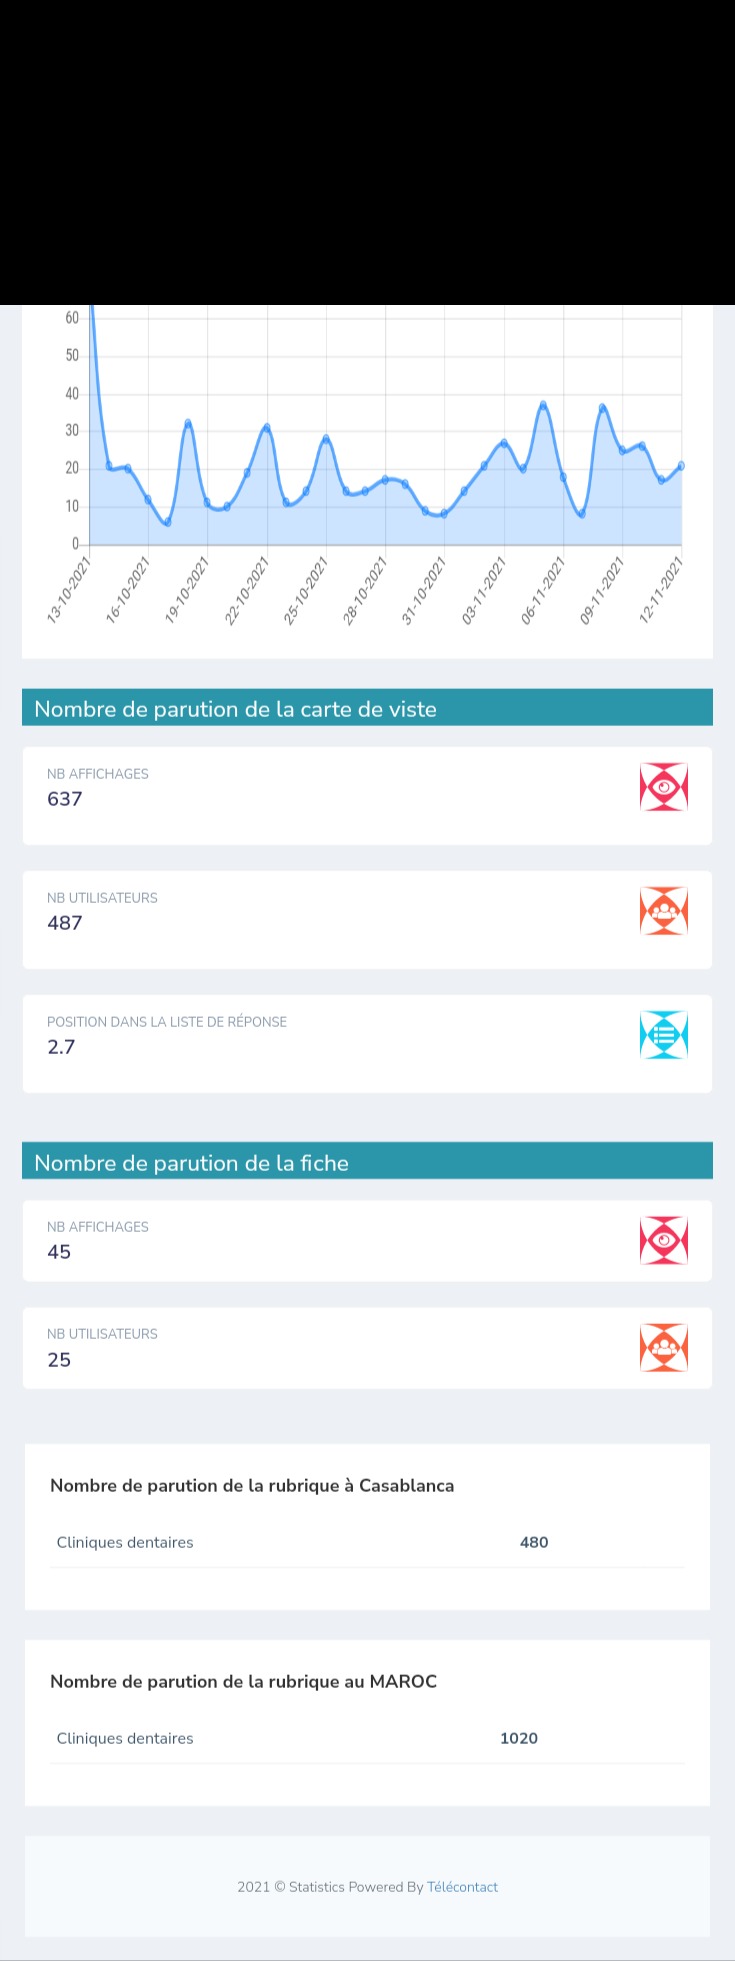 60
50
40
30
20
10
0
13-10-2021 16-10-2021 19-10-2021 22-10-2021 25-10-2021 28-10-2021 31-10-2021 03-11-2021 06-11-2021 09-11-2021 12-11-2021
Nombre de parution de la carte de viste
NB AFFICHAGES
637
NB UTILISATEURS
487
POSITION DANS LA LISTE DE RÉPONSE
2.7
Nombre de parution de la fiche
NB AFFICHAGES
45
NB UTILISATEURS
25
Nombre de parution de la rubrique à Casablanca
Cliniques dentaires 480
Nombre de parution de la rubrique au MAROC
Cliniques dentaires 1020
2021 © Statistics Powered By Télécontact